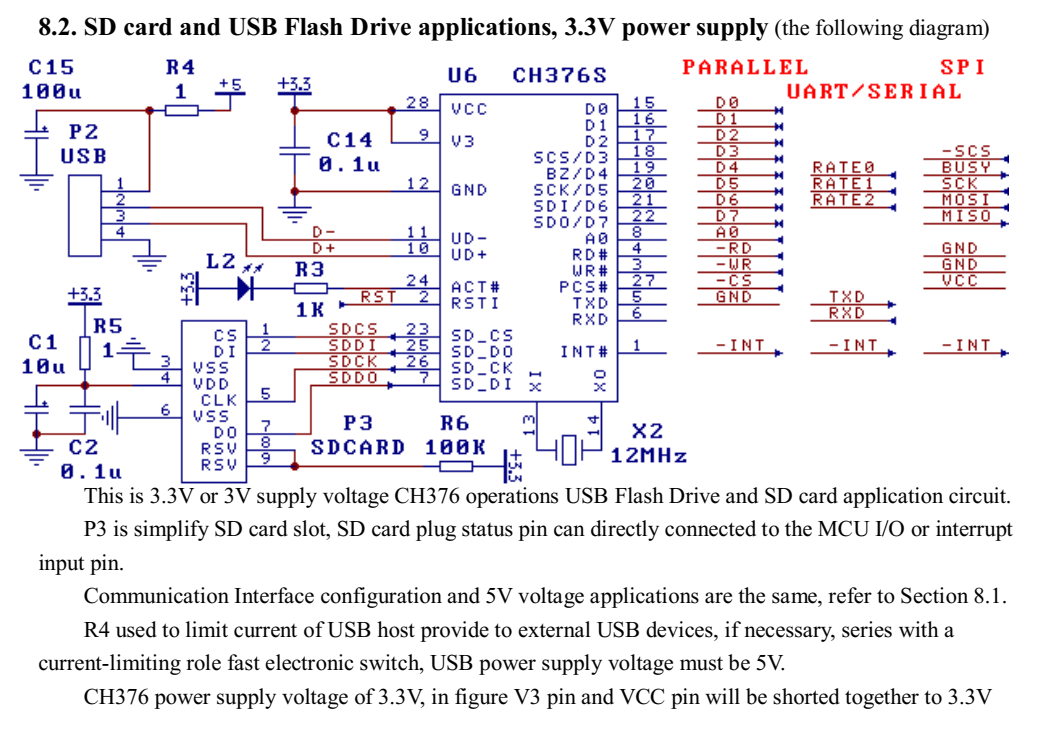 8.2. SD card and USB Flash Drive applications, 3.3V power supply (the following diagram)
C15
100u
R4
1
+5
+3.3
U6 CH376S
PARALLEL
UART/SERIAL
SPI
P2
USB
1
2
3
4
C14
0.1u
28 VCC
9 V3
12 GND
D- 11 UD-
D+ 10 UD+
24 ACT#
RST 2 RSTI
SDCS 23 SD_CS
SDDI 25 SD_DO
SDCK 26 SD_CK
SDDO 7 SD_DI
D0 15 D0
D1 16 D1
D2 17 D2
SCS/D3 18 D3 -SCS
BZ/D4 19 D4 RATE0 BUSY
SCK/D5 20 D5 RATE1 SCK
SDI/D6 21 D6 RATE2 MOSI
SDO/D7 22 D7 MISO
A0 8 A0
RD# 4 -RD GND
WR# 3 -WR GND
PCS# 27 -CS VCC
TXD 5 GND TXD
RXD 6 RXD
INT# 1 -INT -INT -INT
XI
XO
13
14
X2
12MHz
L2
R3
1K
+3.3
+3.3
R5
1
C1
10u
C2
0.1u
CS 1
DI 2
3 VSS
4 VDD
CLK 5
6 VSS
DO 7
RSV 8
RSV 9
P3
SDCARD
R6
100K
+3.3
This is 3.3V or 3V supply voltage CH376 operations USB Flash Drive and SD card application circuit.
P3 is simplify SD card slot, SD card plug status pin can directly connected to the MCU I/O or interrupt
input pin.
Communication Interface configuration and 5V voltage applications are the same, refer to Section 8.1.
R4 used to limit current of USB host provide to external USB devices, if necessary, series with a
current-limiting role fast electronic switch, USB power supply voltage must be 5V.
CH376 power supply voltage of 3.3V, in figure V3 pin and VCC pin will be shorted together to 3.3V